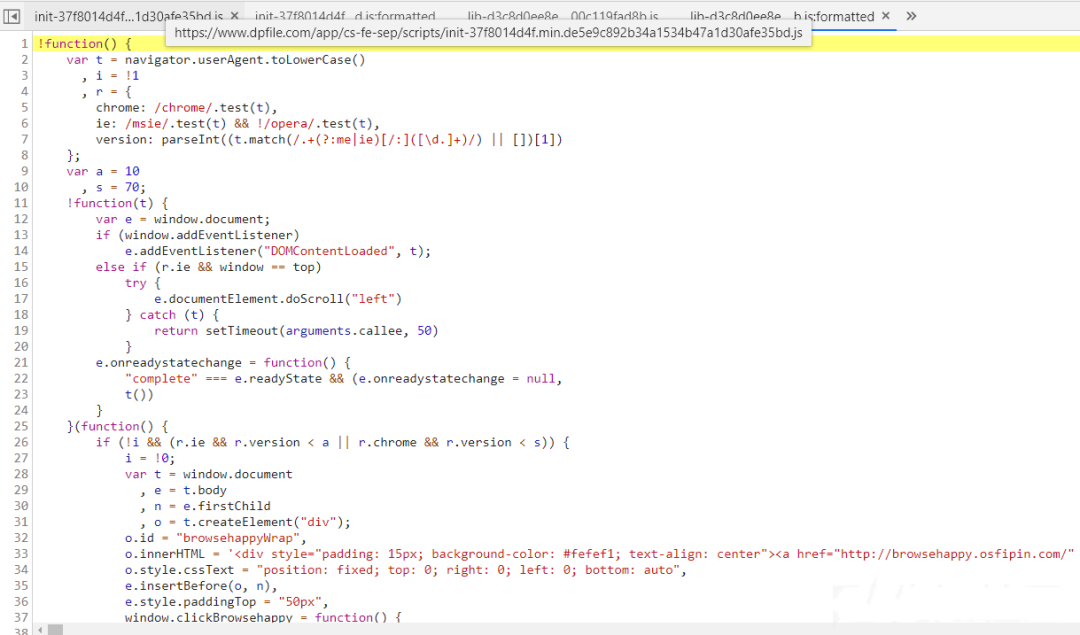 init-37f8014d4f...1d30afe35bd.js × init-37f8014d4f...d.js:formatted lib-d3c8d0ee8e...00c119fad8b.js lib-d3c8d0ee8e...b.js:formatted × »
https://www.dpfile.com/app/cs-fe-sep/scripts/init-37f8014d4f.min.de5e9c892b34a1534b47a1d30afe35bd.js
1 !function() {
2 var t = navigator.userAgent.toLowerCase()
3 , i = !1
4 , r = {
5 chrome: /chrome/.test(t),
6 ie: /msie/.test(t) && !/opera/.test(t),
7 version: parseInt((t.match(/.+(?:me|ie)[/:]([\d.]+)/) || [])[1])
8 };
9 var a = 10
10 , s = 70;
11 !function(t) {
12 var e = window.document;
13 if (window.addEventListener)
14 e.addEventListener("DOMContentLoaded", t);
15 else if (r.ie && window == top)
16 try {
17 e.documentElement.doScroll("left")
18 } catch (t) {
19 return setTimeout(arguments.callee, 50)
20 }
21 e.onreadystatechange = function() {
22 "complete" === e.readyState && (e.onreadystatechange = null,
23 t())
24 }
25 }(function() {
26 if (!i && (r.ie && r.version < a || r.chrome && r.version < s)) {
27 i = !0;
28 var t = window.document
29 , e = t.body
30 , n = e.firstChild
31 , o = t.createElement("div");
32 o.id = "browsehappyWrap",
33 o.innerHTML = '<div style="padding: 15px; background-color: #fefef1; text-align: center"><a href="http://browsehappy.osfipin.com/"
34 o.style.cssText = "position: fixed; top: 0; right: 0; left: 0; bottom: auto",
35 e.insertBefore(o, n),
36 e.style.paddingTop = "50px",
37 window.clickBrowsehappy = function() {
38